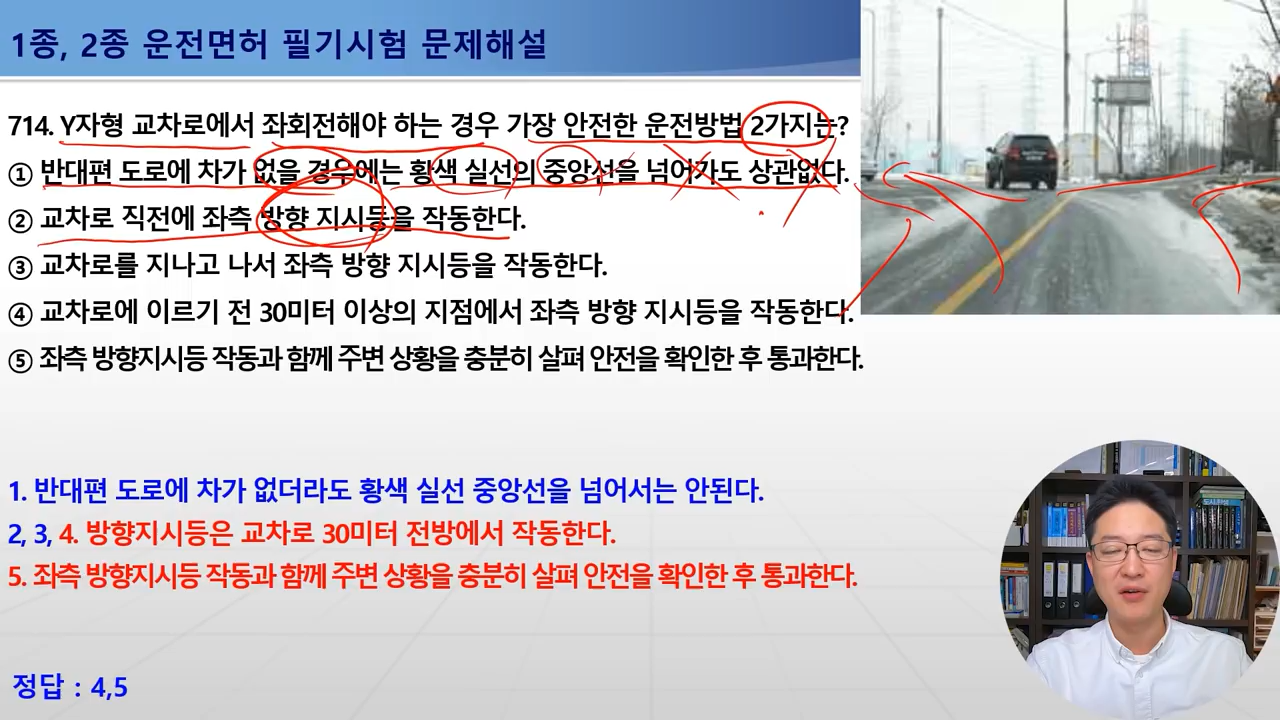 1종, 2종 운전면허 필기시험 문제해설
714. Y자형 교차로에서 좌회전해야 하는 경우 가장 안전한 운전방법 2가지는?
① 반대편 도로에 차가 없을 경우에는 황색 실선의 중앙선을 넘어가도 상관없다.
② 교차로 직전에 좌측 방향 지시등을 작동한다.
③ 교차로를 지나고 나서 좌측 방향 지시등을 작동한다.
④ 교차로에 이르기 전 30미터 이상의 지점에서 좌측 방향 지시등을 작동한다.
⑤ 좌측 방향지시등 작동과 함께 주변 상황을 충분히 살펴 안전을 확인한 후 통과한다.
1. 반대편 도로에 차가 없더라도 황색 실선 중앙선을 넘어서는 안된다.
2, 3, 4. 방향지시등은 교차로 30미터 전방에서 작동한다.
5. 좌측 방향지시등 작동과 함께 주변 상황을 충분히 살펴 안전을 확인한 후 통과한다.
정답 : 4,5